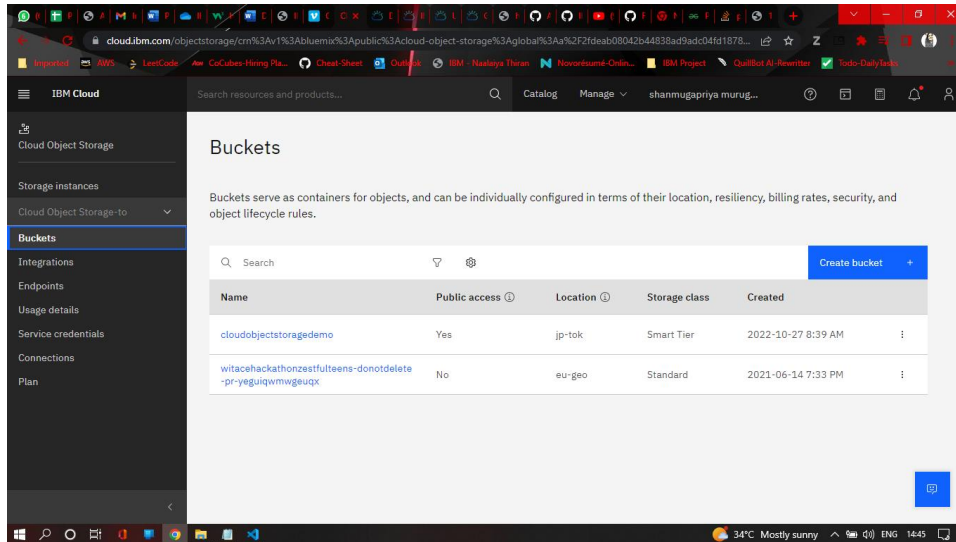 cloud.ibm.com/objectstorage/crn%3Av1%3Abluemix%3Apublic%3Acloud-object-storage%3Aglobal%3Aa%2F2fdeab08042b44838ad9adc04fd1878...
Imported AWS LeetCode CoCubes-Hiring Pla... Cheat-Sheet Outlook IBM - Naalaiya Thiran Novorésumé-Onlin... IBM Project QuillBot AI-Rewritter Todo-DailyTasks
IBM Cloud
Search resources and products...
Catalog
Manage
shanmugapriya murug...
Cloud Object Storage
Storage instances
Cloud Object Storage-to
Buckets
Integrations
Endpoints
Usage details
Service credentials
Connections
Plan
Buckets
Buckets serve as containers for objects, and can be individually configured in terms of their location, resiliency, billing rates, security, and
object lifecycle rules.
Search
Create bucket +
Name Public access Location Storage class Created
cloudobjectstoragedemo Yes jp-tok Smart Tier 2022-10-27 8:39 AM
witacehackathonzestfulteens-donotdelete
-pr-yeguiqwmwgeuqx No eu-geo Standard 2021-06-14 7:33 PM
34°C Mostly sunny ENG 14:45